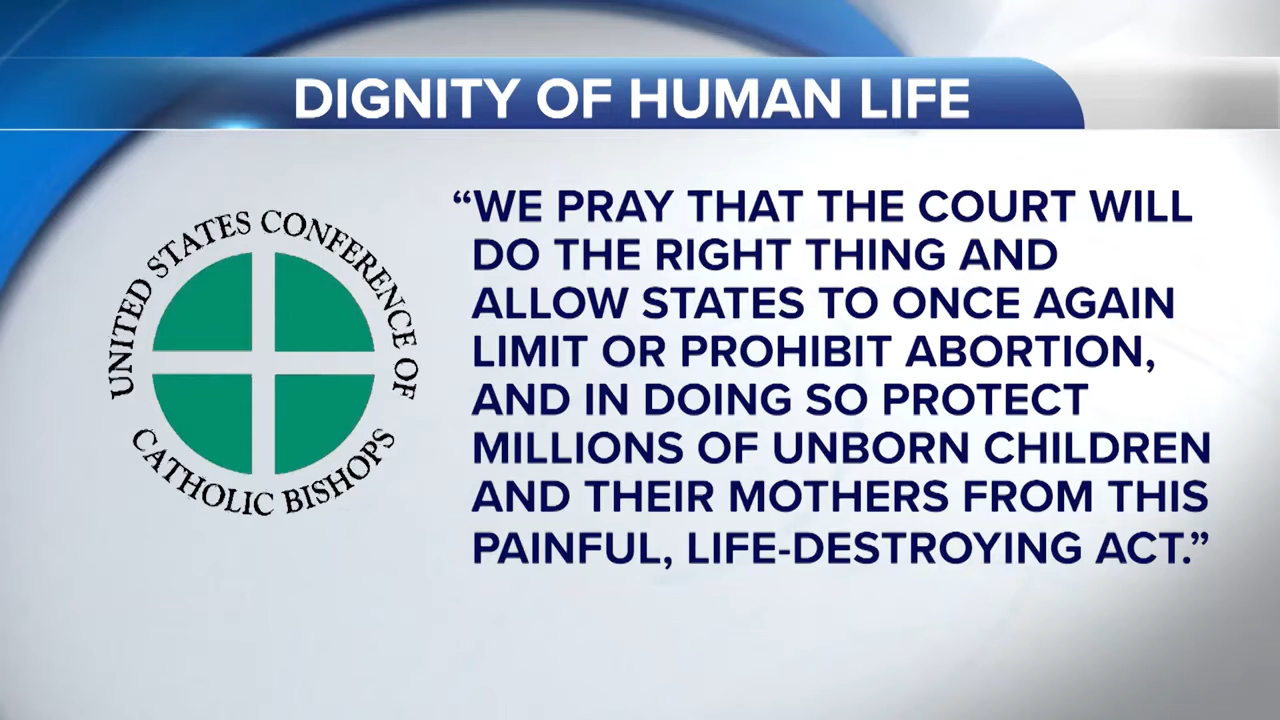 DIGNITY OF HUMAN LIFE
UNITED STATES CONFERENCE OF
CATHOLIC BISHOPS
“WE PRAY THAT THE COURT WILL
DO THE RIGHT THING AND
ALLOW STATES TO ONCE AGAIN
LIMIT OR PROHIBIT ABORTION,
AND IN DOING SO PROTECT
MILLIONS OF UNBORN CHILDREN
AND THEIR MOTHERS FROM THIS
PAINFUL, LIFE-DESTROYING ACT.”